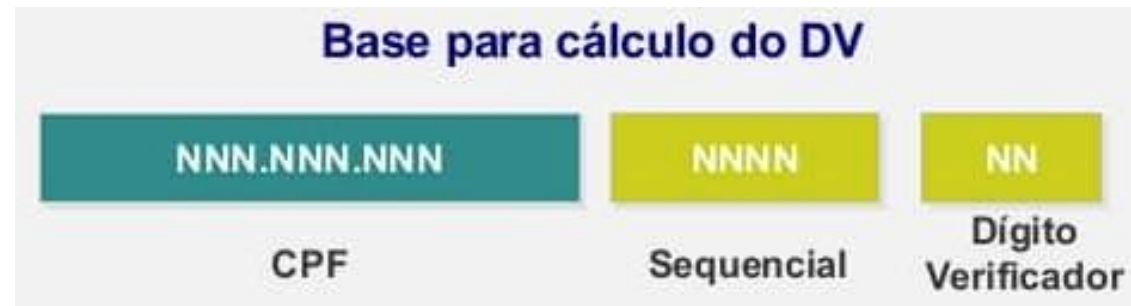 Base para cálculo do DV
NNN.NNN.NNN NNNN NN
CPF Sequencial Dígito
Verificador